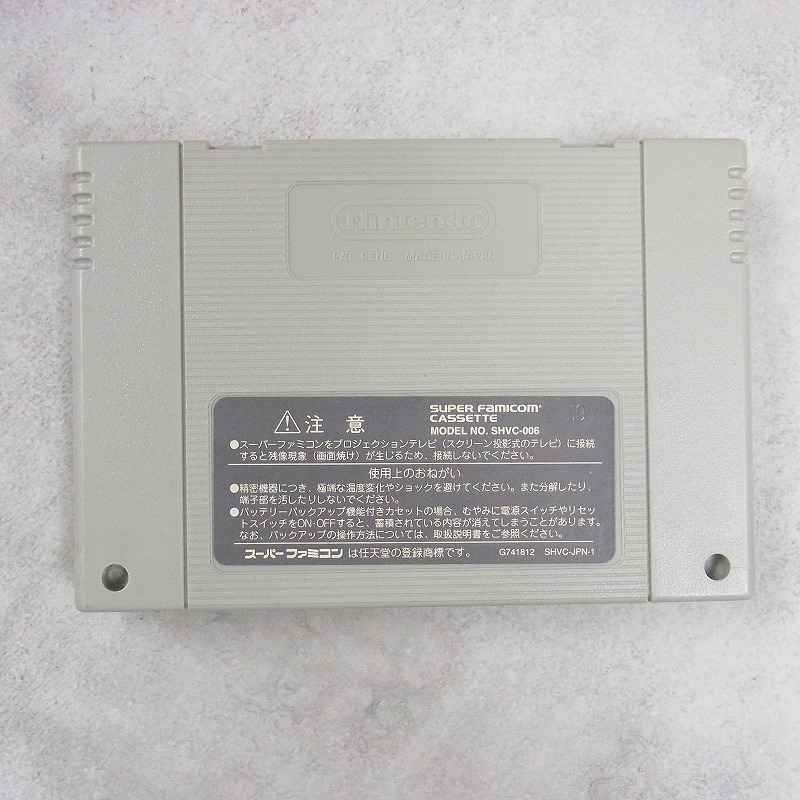 Nintendo
PAT. PEND. MADE IN JAPAN
⚠注意
SUPER FAMICOM
CASSETTE
MODEL NO. SHVC-006
●スーパーファミコンをプロジェクションテレビ（スクリーン投影式のテレビ）に接続
すると残像現象（画面焼け）が生じるため、接続しないでください。
使用上のおねがい
●精密機器につき、極端な温度変化やショックを避けてください。また分解したり、
端子部を汚したりしないでください。
●バッテリーバックアップ機能付きカセットの場合、むやみに電源スイッチやリセッ
トスイッチをON・OFFすると、蓄積されている内容が消えてしまうことがあります。
なお、バックアップの操作方法については、取扱説明書をご参照ください。
スーパーファミコンは任天堂の登録商標です。 G741812 SHVC-JPN-1